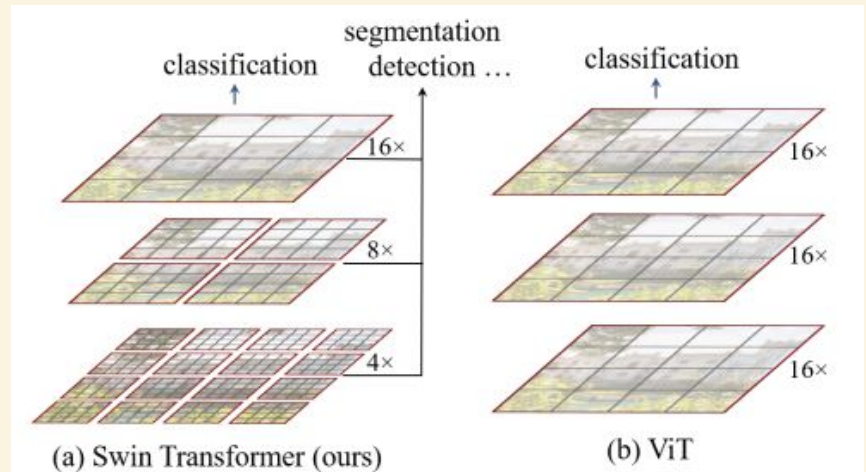 segmentation
classification
detection …
classification
16×
8×
4×
16×
16×
16×
(a) Swin Transformer (ours)
(b) ViT